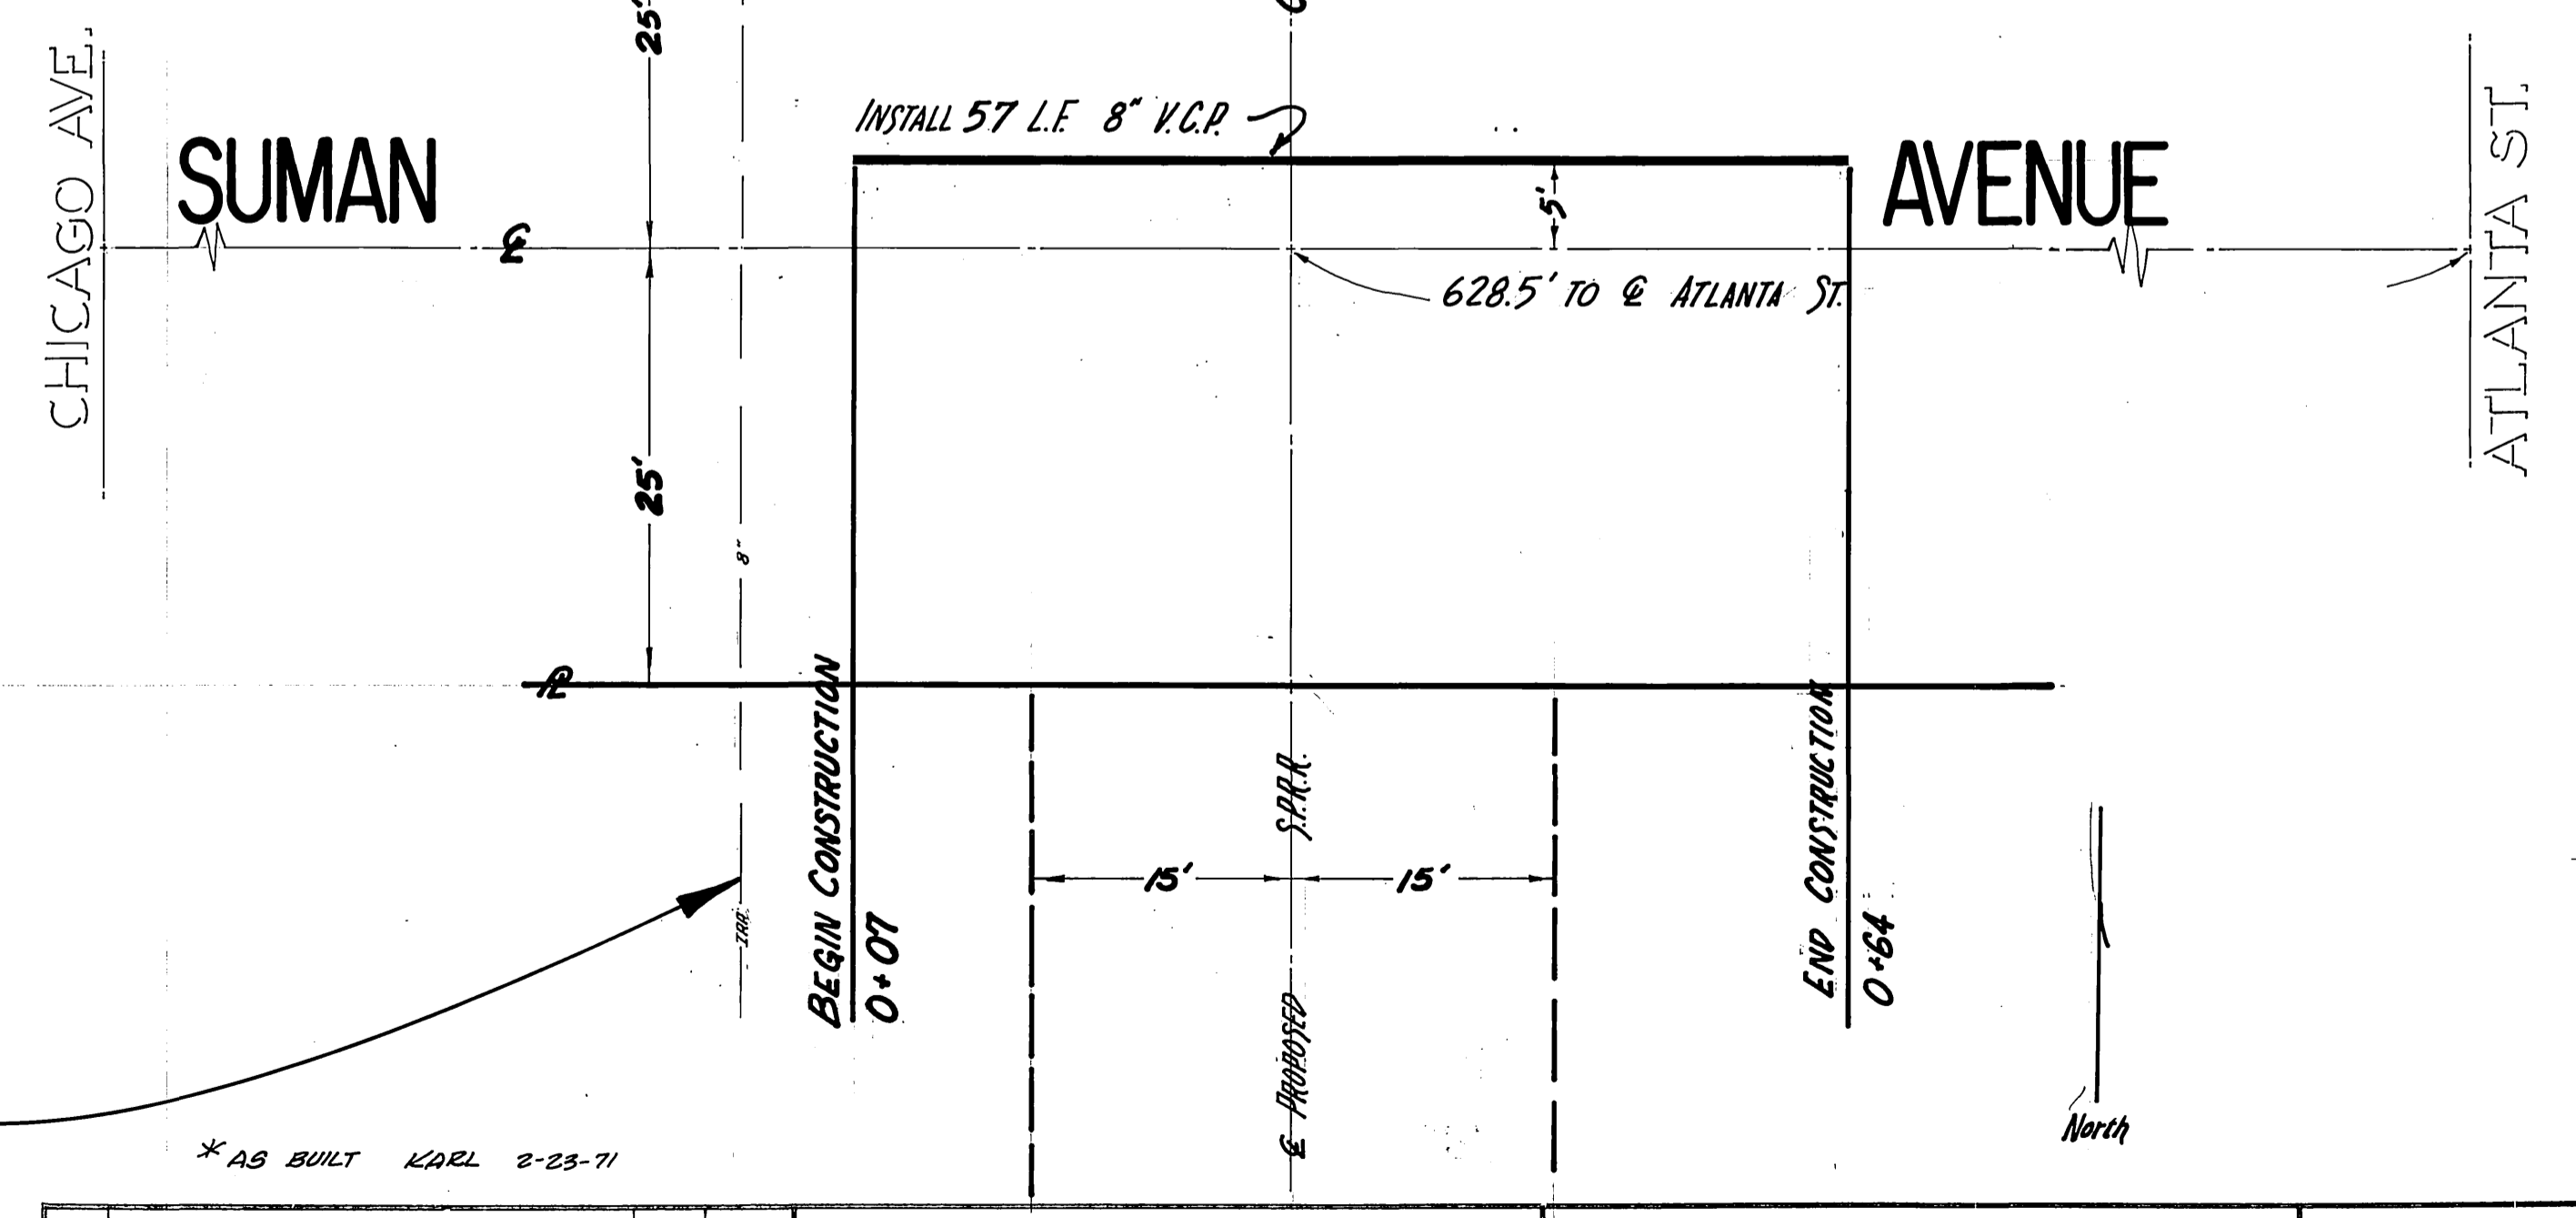 25'
CHICAGO AVE.
SUMAN AVENUE
INSTALL 57 L.F. 8" V.C.P.
ATLANTA ST.
5'
℄
628.5' TO ℄ ATLANTA ST.
25'
8"
℄ PROPOSED S.P.R.R.
BEGIN CONSTRUCTION
0+07
15'
15'
END CONSTRUCTION
0+64
North
* AS BUILT KARL 2-23-71